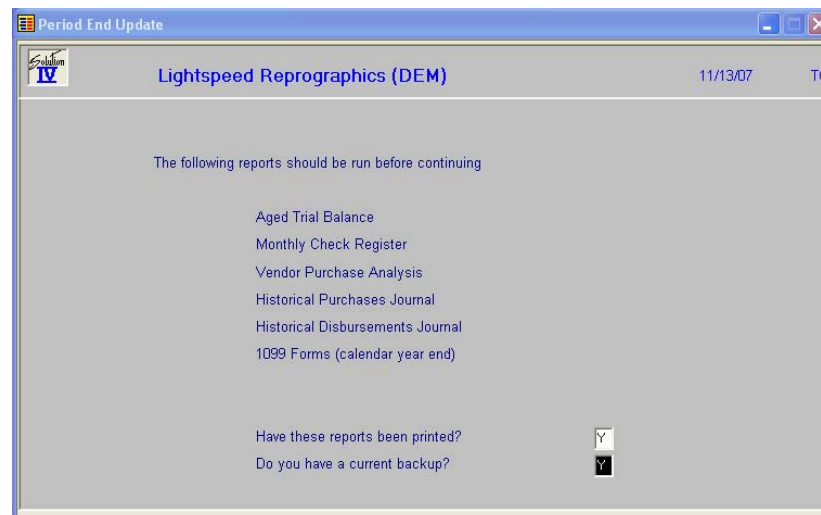 Period End Update
Solution
IV
Lightspeed Reprographics (DEM) 11/13/07
The following reports should be run before continuing
Aged Trial Balance
Monthly Check Register
Vendor Purchase Analysis
Historical Purchases Journal
Historical Disbursements Journal
1099 Forms (calendar year end)
Have these reports been printed? Y
Do you have a current backup? Y